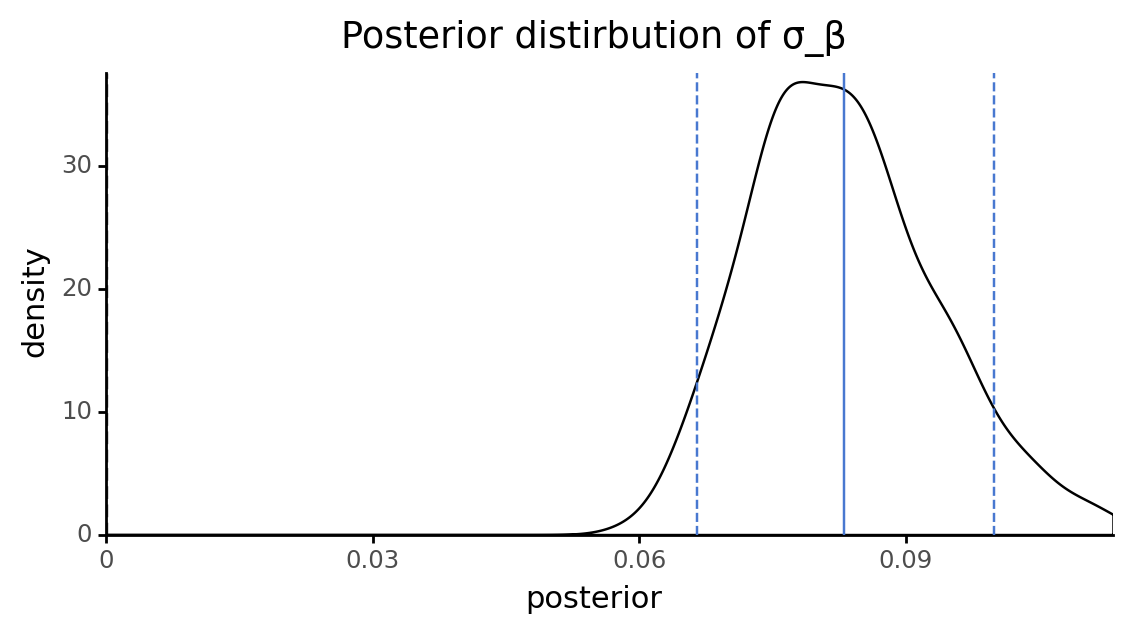 Posterior distirbution of σ_β
density
30
20
10
0
0 0.03 0.06 0.09
posterior